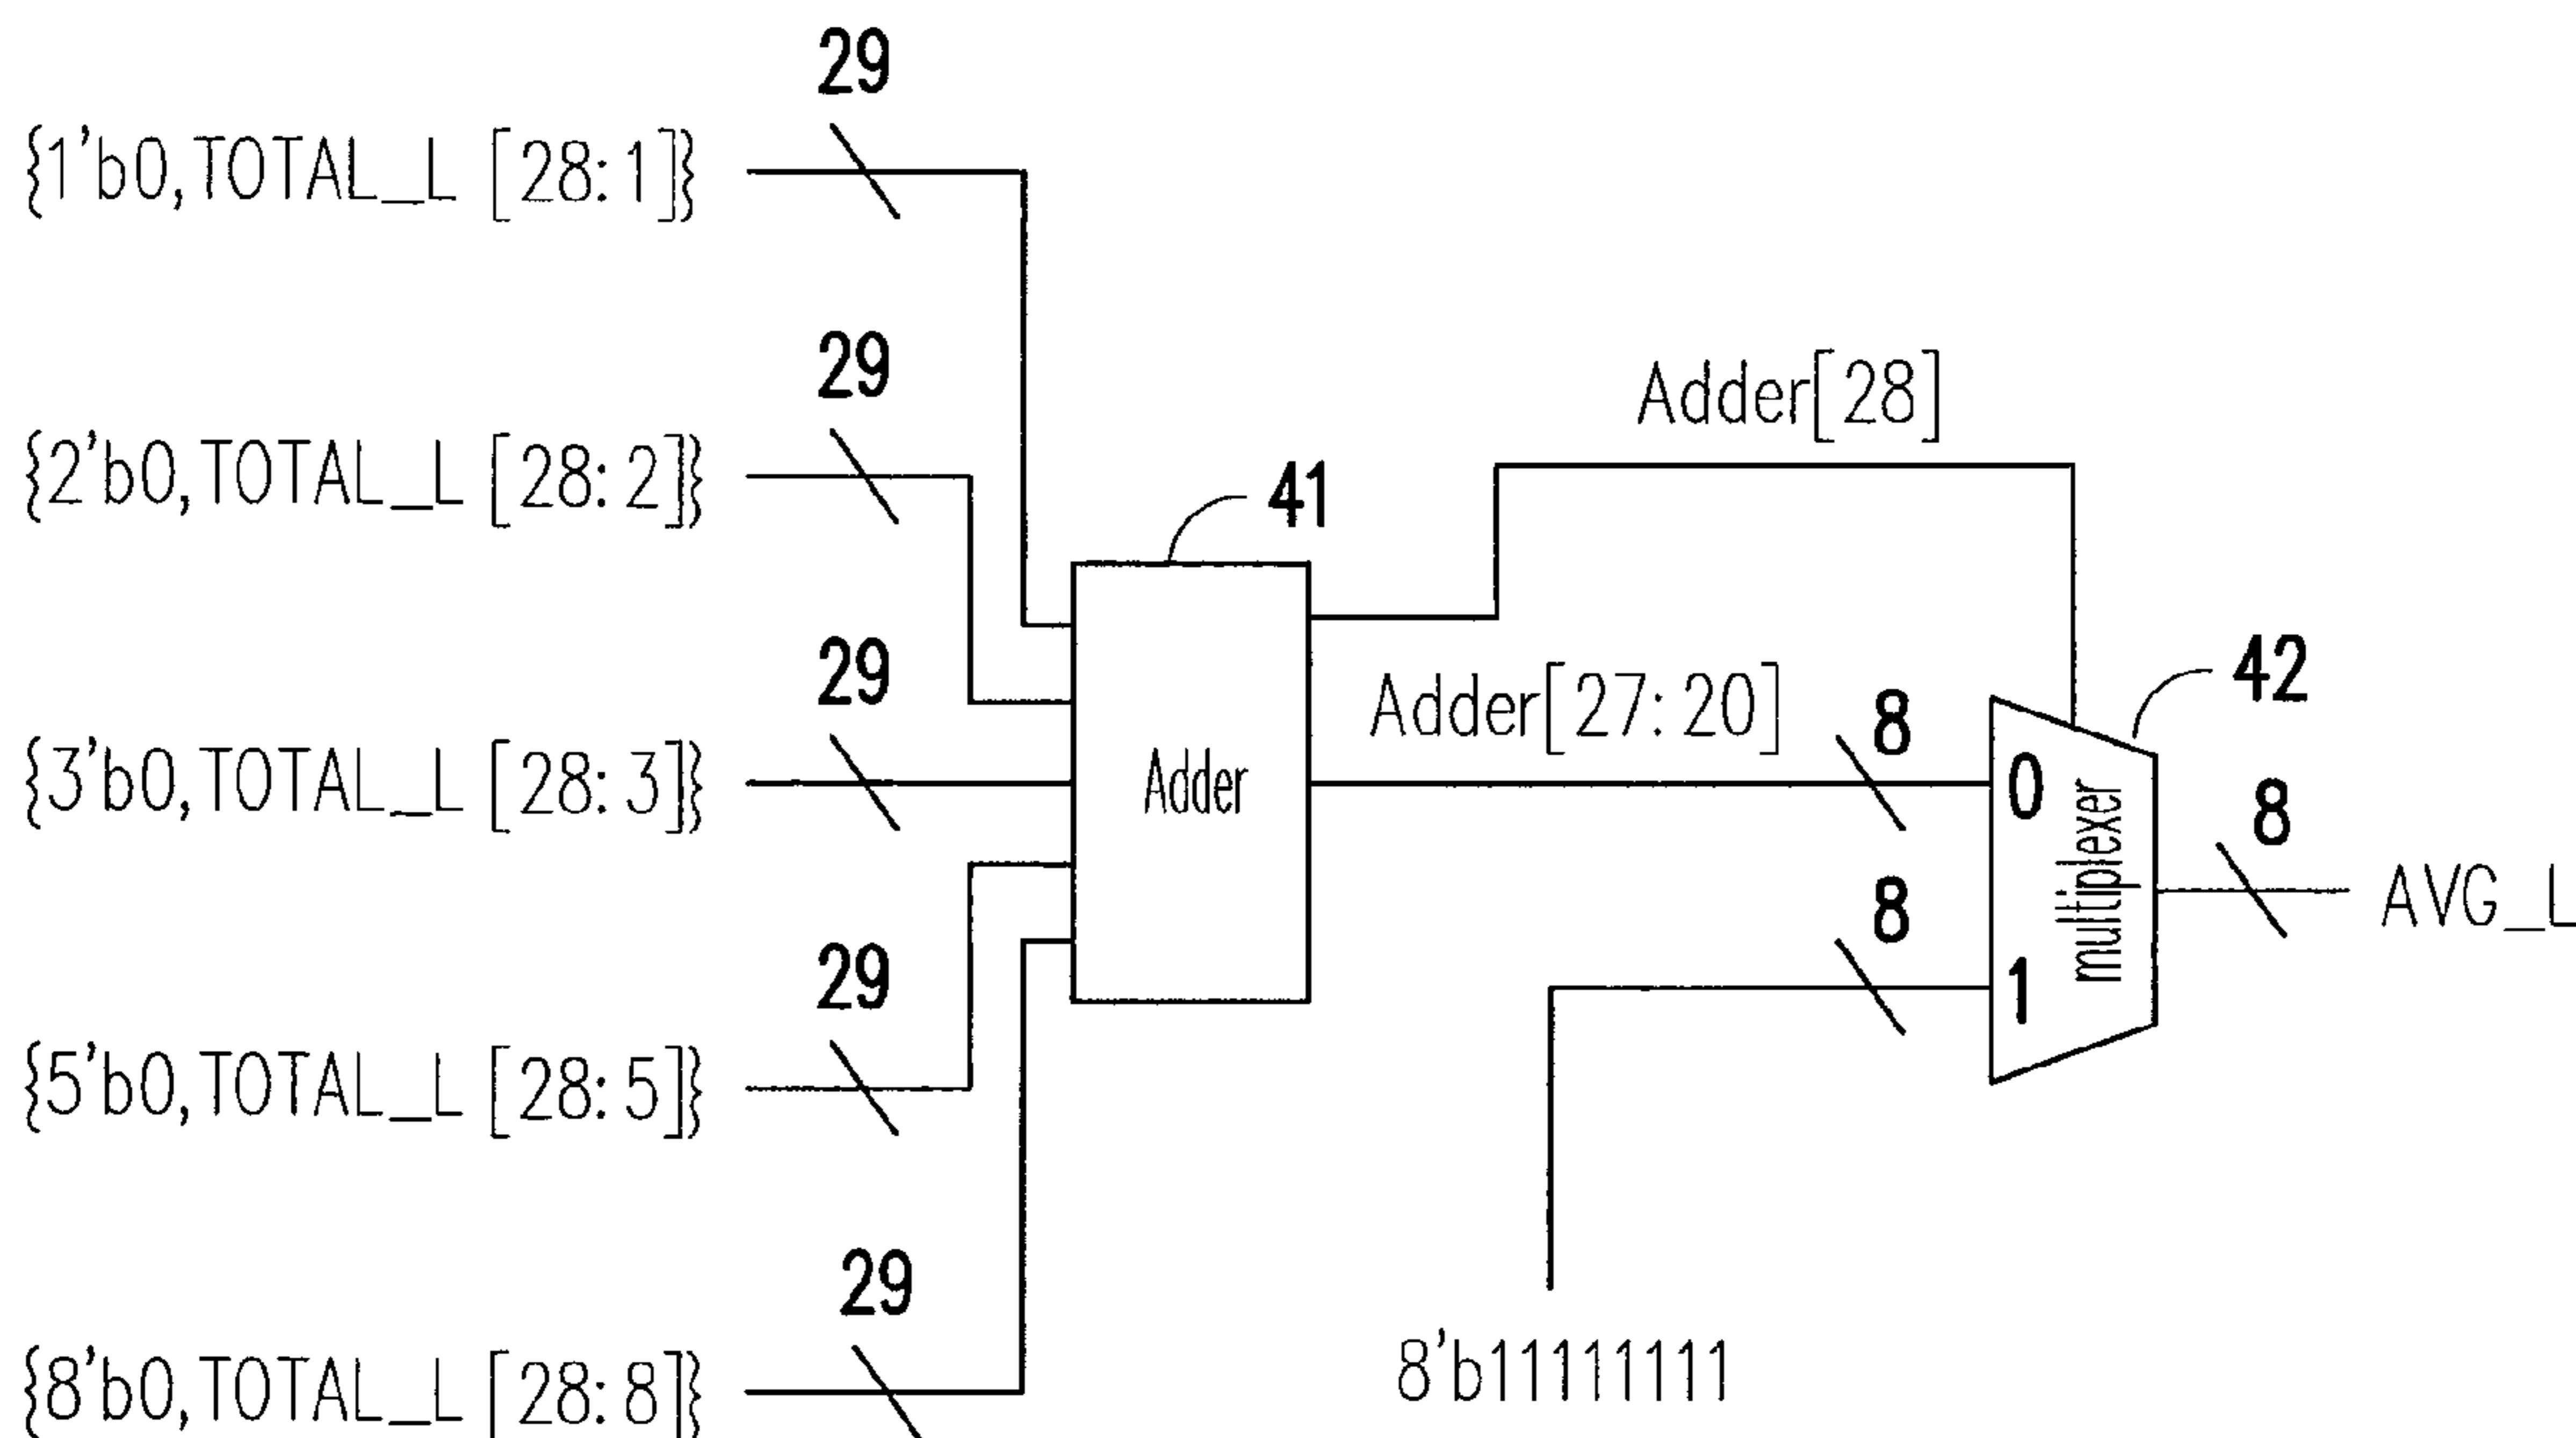 29
{1'b0,TOTAL_L [28:1]}
29
{2'b0,TOTAL_L [28:2]}
29
{3'b0,TOTAL_L [28:3]}
29
{5'b0,TOTAL_L [28:5]}
29
{8'b0,TOTAL_L [28:8]}
41
Adder
Adder[28]
Adder[27:20]
8
8
8'b11111111
42
0
1
multiplexer
8
AVG_L